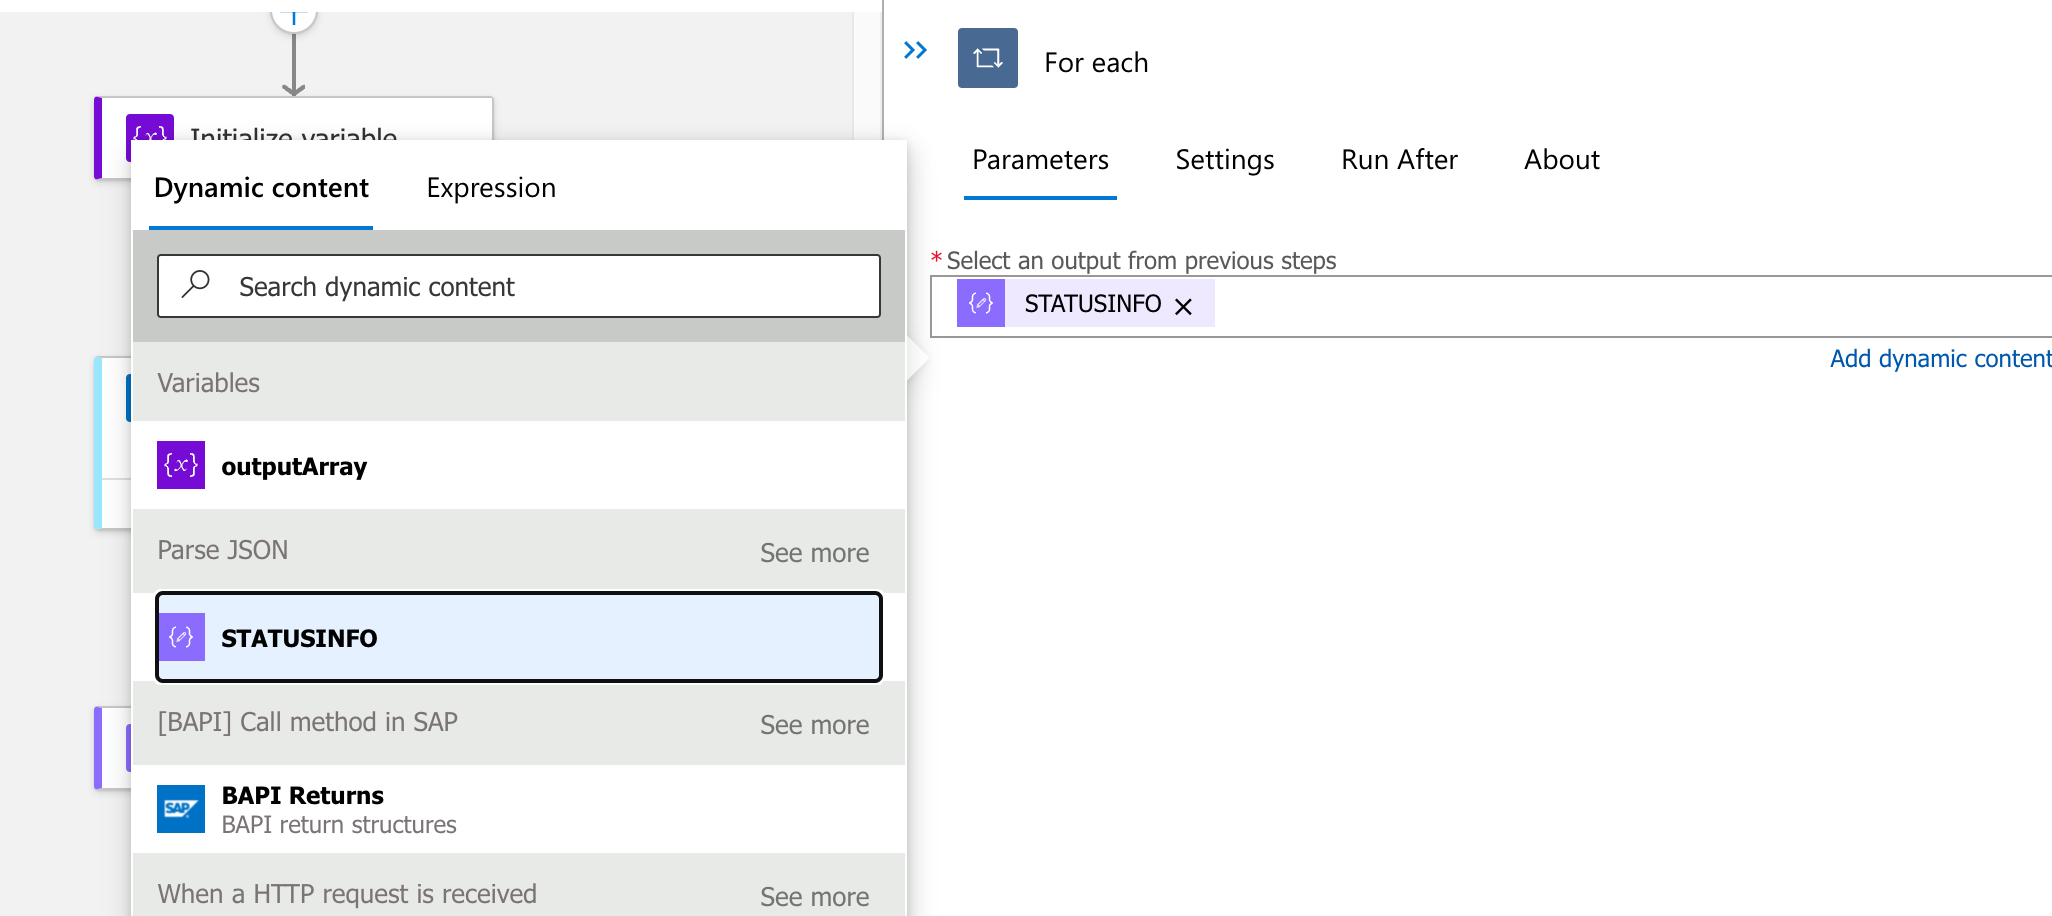 Initialize variable
Dynamic content
Expression
Search dynamic content
Variables
{x} outputArray
Parse JSON
See more
STATUSINFO
[BAPI] Call method in SAP
See more
SAP
BAPI Returns
BAPI return structures
When a HTTP request is received
See more
For each
Parameters
Settings
Run After
About
* Select an output from previous steps
STATUSINFO
Add dynamic content